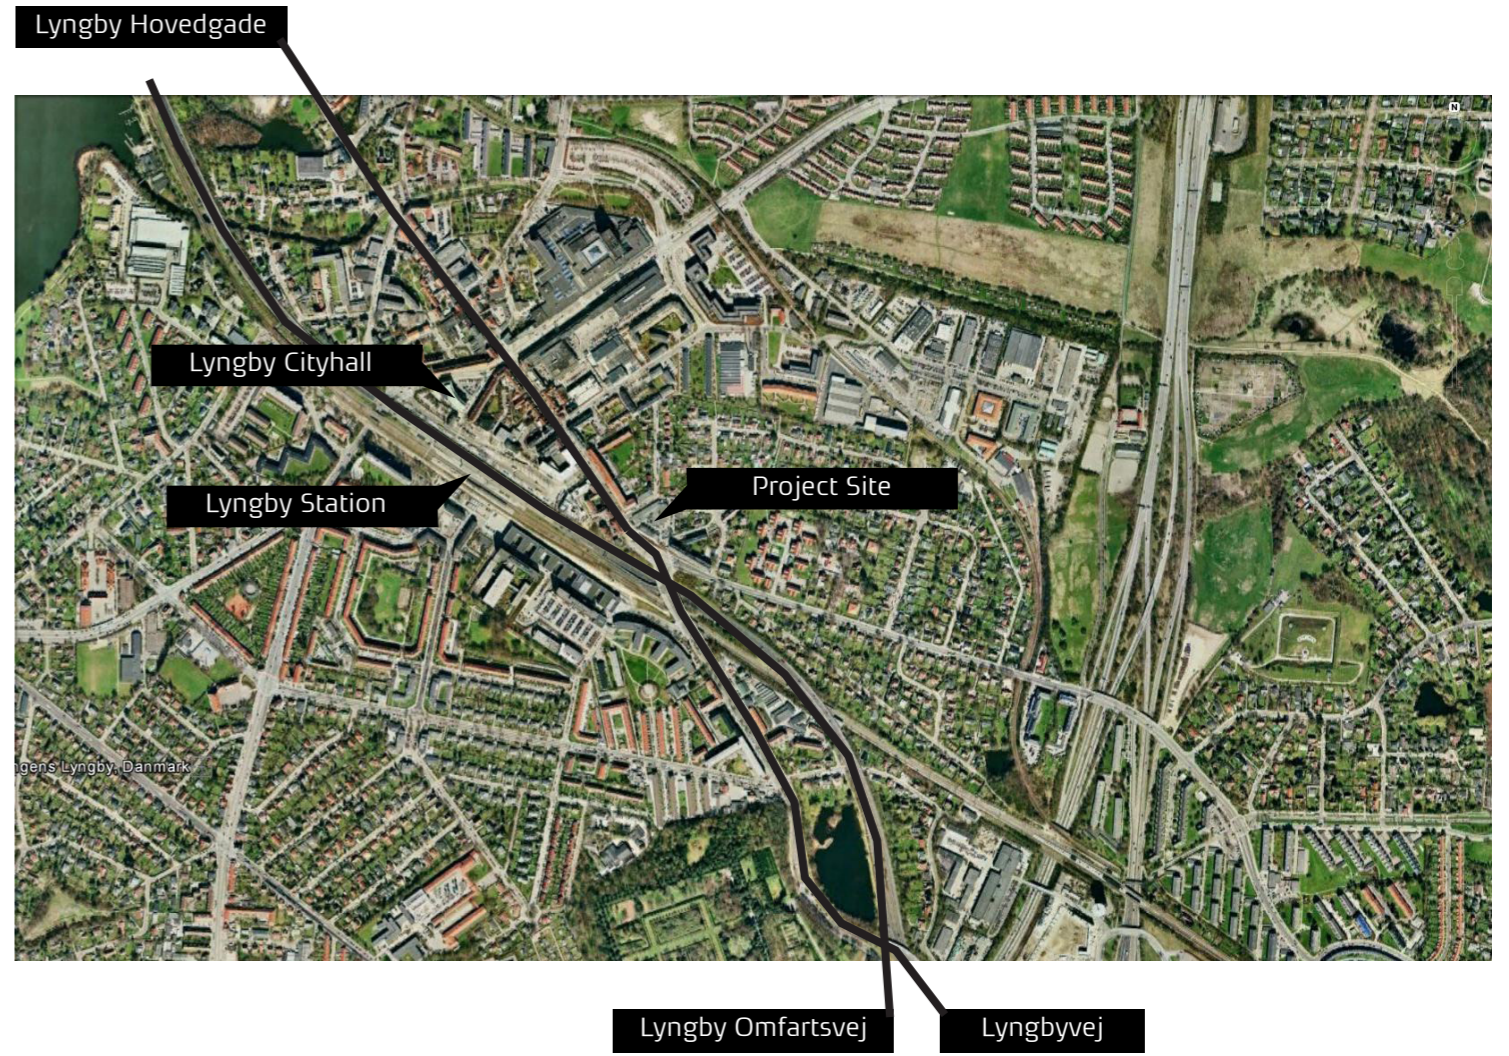 Lyngby Hovedgade
N
Lyngby Cityhall
Lyngby Station
Project Site
ngens Lyngby, Danmark
Lyngby Omfartsvej
Lyngbyvej